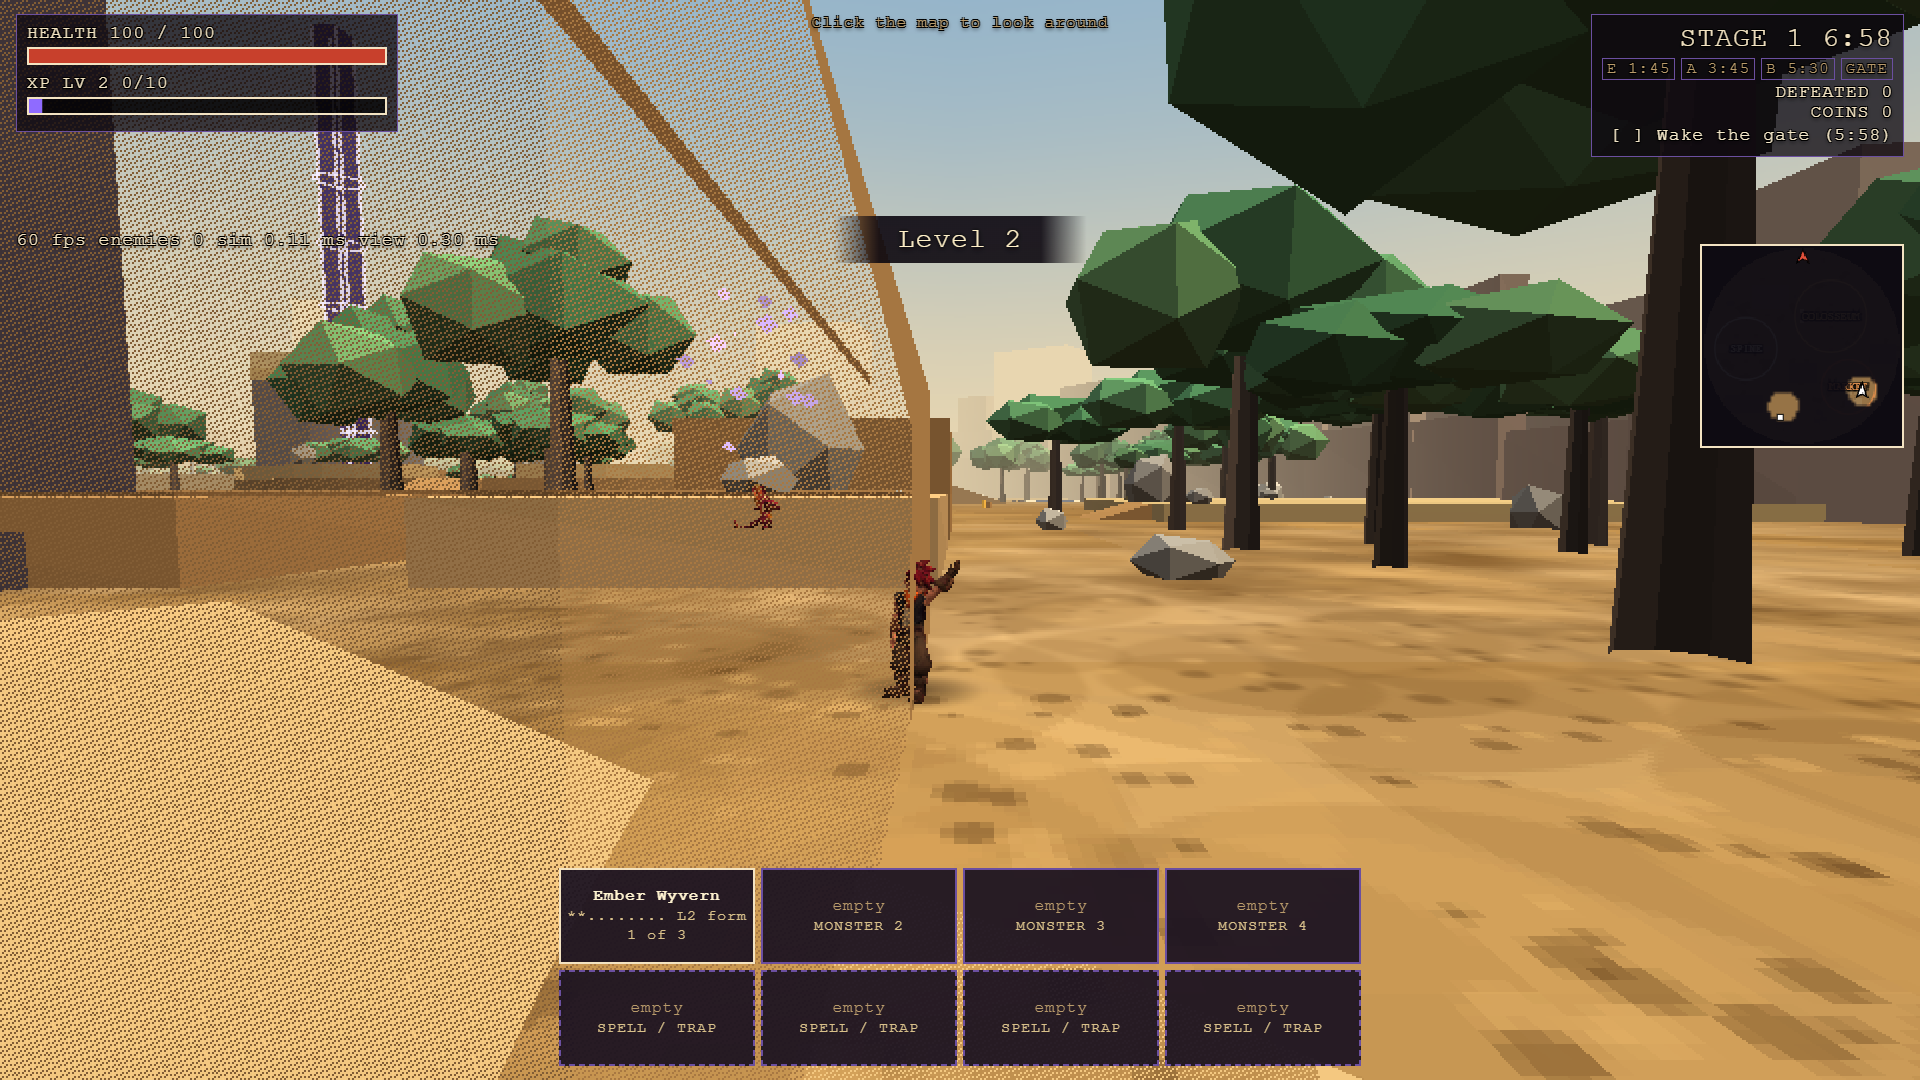 HEALTH 100 / 100
XP LV 2 0/10
Click the map to look around
STAGE 1 6:58
E 1:45 A 3:45 B 5:30 GATE
DEFEATED 0
COINS 0
[ ] Wake the gate (5:58)
60 fps enemies 0 sim 0.11 ms view 0.30 ms
Level 2
Ember Wyvern
**........ L2 form
1 of 3
empty
MONSTER 2
empty
MONSTER 3
empty
MONSTER 4
empty
SPELL / TRAP
empty
SPELL / TRAP
empty
SPELL / TRAP
empty
SPELL / TRAP